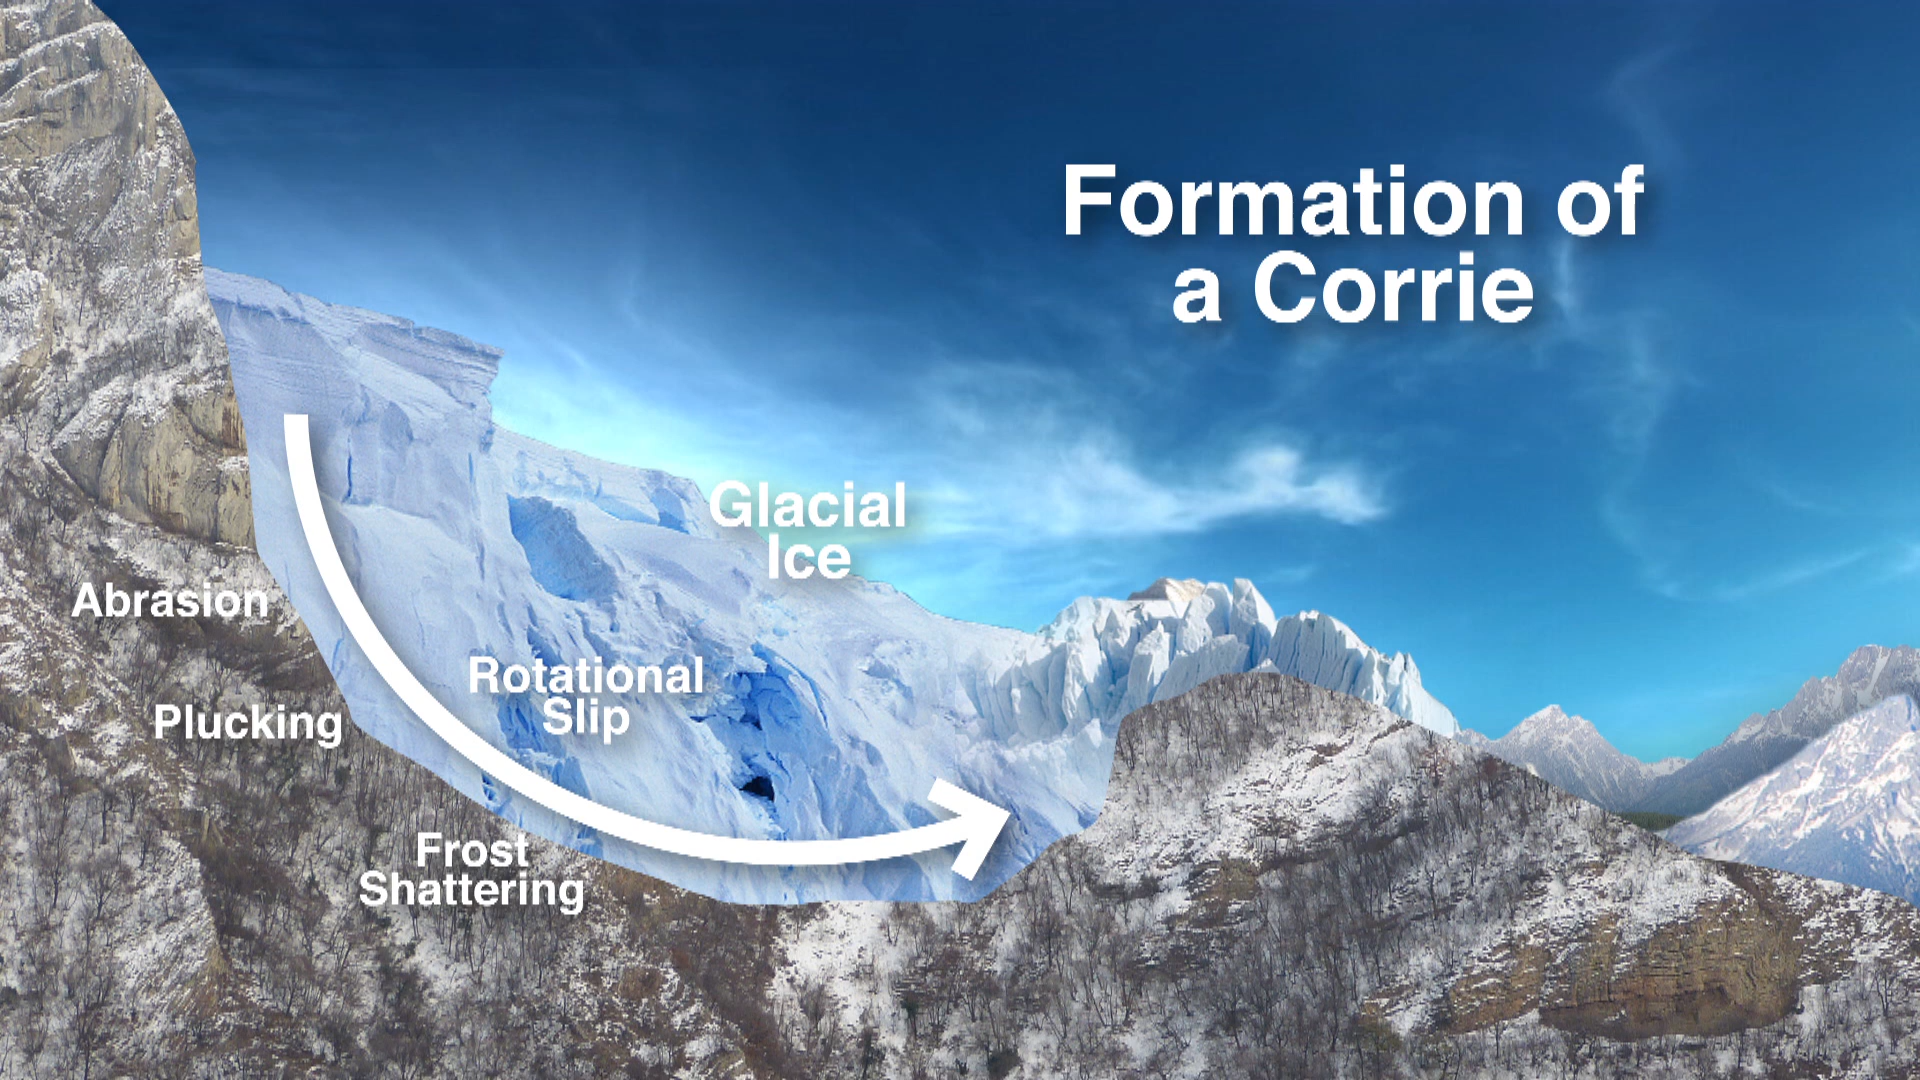 Formation of
a Corrie
Glacial
Ice
Abrasion
Rotational
Slip
Plucking
Frost
Shattering